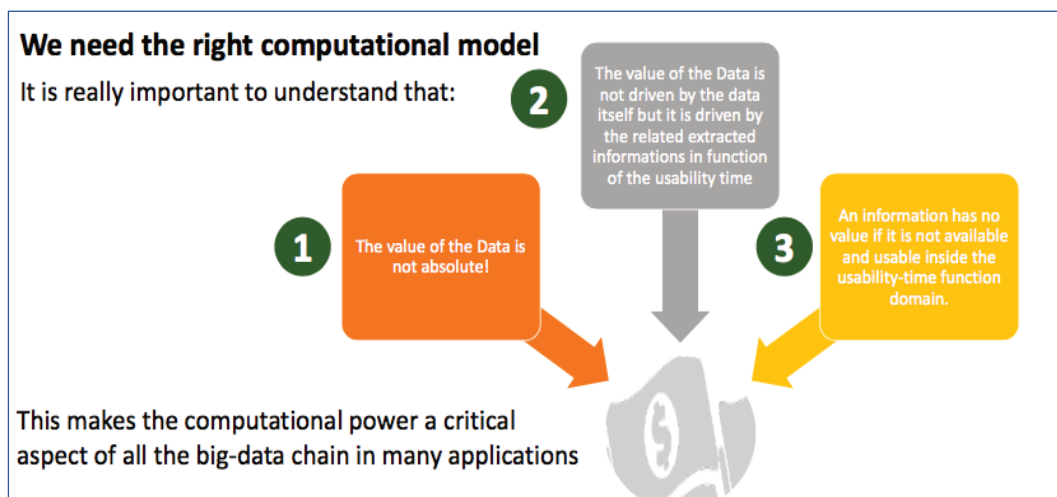 We need the right computational model
It is really important to understand that:
1
The value of the Data is
not absolute!
2
The value of the Data is
not driven by the data
itself but it is driven by
the related extracted
informations in function
of the usability time
3
An information has no
value if it is not available
and usable inside the
usability-time function
domain.
$
This makes the computational power a critical
aspect of all the big-data chain in many applications